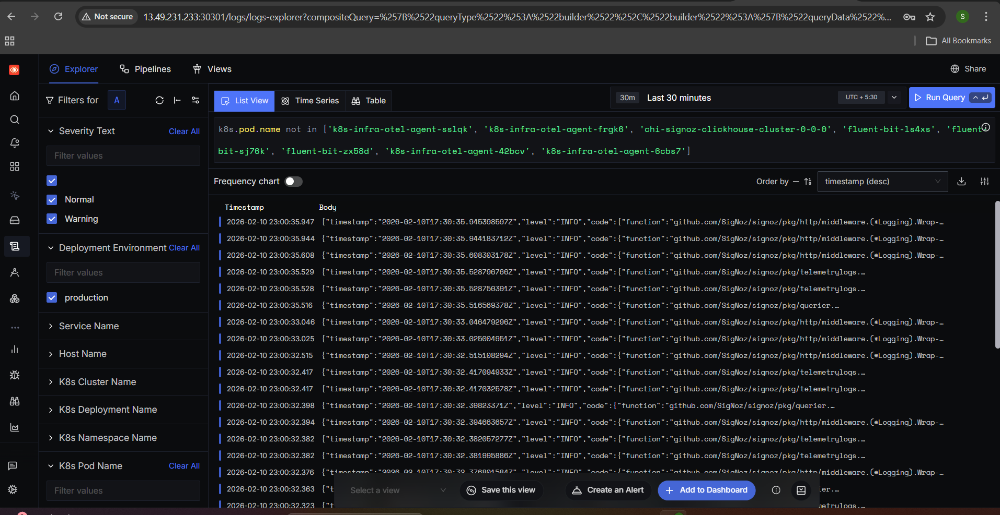 Not secure
13.49.231.233:30301/logs/logs-explorer?compositeQuery=%257B%2522queryType%2522%253A%2522builder%2522%252C%2522builder%2522%253A%257B%2522queryData%2522%...
S
All Bookmarks
Explorer
Pipelines
Views
Share
Filters for
A
List View
Time Series
Table
30m
Last 30 minutes
UTC + 5:30
Run Query
Severity Text
Clear All
Filter values
Normal
Warning
Deployment Environment
Clear All
Filter values
production
Service Name
Host Name
K8s Cluster Name
K8s Deployment Name
K8s Namespace Name
K8s Pod Name
Clear All
Filter values
k8s.pod.name not in ['k8s-infra-otel-agent-sslqk', 'k8s-infra-otel-agent-frgk6', 'chi-signoz-clickhouse-cluster-0-0-0', 'fluent-bit-ls4xs', 'fluent-
bit-sj76k', 'fluent-bit-zx58d', 'k8s-infra-otel-agent-42bcv', 'k8s-infra-otel-agent-6cbs7']
Frequency chart
Order by
timestamp (desc)
Timestamp Body
2026-02-10 23:00:35.947 {"timestamp":"2026-02-10T17:30:35.945398597Z","level":"INFO","code":{"function":"github.com/SigNoz/signoz/pkg/http/middleware.(*Logging).Wrap-…
2026-02-10 23:00:35.944 {"timestamp":"2026-02-10T17:30:35.944183712Z","level":"INFO","code":{"function":"github.com/SigNoz/signoz/pkg/http/middleware.(*Logging).Wrap-…
2026-02-10 23:00:35.608 {"timestamp":"2026-02-10T17:30:35.608303178Z","level":"INFO","code":{"function":"github.com/SigNoz/signoz/pkg/http/middleware.(*Logging).Wrap-…
2026-02-10 23:00:35.529 {"timestamp":"2026-02-10T17:30:35.528796766Z","level":"INFO","code":{"function":"github.com/SigNoz/signoz/pkg/telemetrylogs.…
2026-02-10 23:00:35.528 {"timestamp":"2026-02-10T17:30:35.528750391Z","level":"INFO","code":{"function":"github.com/SigNoz/signoz/pkg/telemetrylogs.…
2026-02-10 23:00:35.516 {"timestamp":"2026-02-10T17:30:35.516569378Z","level":"INFO","code":{"function":"github.com/SigNoz/signoz/pkg/querier.…
2026-02-10 23:00:33.046 {"timestamp":"2026-02-10T17:30:33.046479296Z","level":"INFO","code":{"function":"github.com/SigNoz/signoz/pkg/http/middleware.(*Logging).Wrap-…
2026-02-10 23:00:33.025 {"timestamp":"2026-02-10T17:30:33.025004951Z","level":"INFO","code":{"function":"github.com/SigNoz/signoz/pkg/http/middleware.(*Logging).Wrap-…
2026-02-10 23:00:32.515 {"timestamp":"2026-02-10T17:30:32.515108294Z","level":"INFO","code":{"function":"github.com/SigNoz/signoz/pkg/http/middleware.(*Logging).Wrap-…
2026-02-10 23:00:32.417 {"timestamp":"2026-02-10T17:30:32.417094933Z","level":"INFO","code":{"function":"github.com/SigNoz/signoz/pkg/telemetrylogs.…
2026-02-10 23:00:32.417 {"timestamp":"2026-02-10T17:30:32.417032578Z","level":"INFO","code":{"function":"github.com/SigNoz/signoz/pkg/telemetrylogs.…
2026-02-10 23:00:32.398 {"timestamp":"2026-02-10T17:30:32.39823371Z","level":"INFO","code":{"function":"github.com/SigNoz/signoz/pkg/querier.…
2026-02-10 23:00:32.394 {"timestamp":"2026-02-10T17:30:32.394663657Z","level":"INFO","code":{"function":"github.com/SigNoz/signoz/pkg/http/middleware.(*Logging).Wrap-…
2026-02-10 23:00:32.382 {"timestamp":"2026-02-10T17:30:32.382057277Z","level":"INFO","code":{"function":"github.com/SigNoz/signoz/pkg/telemetrylogs.…
2026-02-10 23:00:32.382 {"timestamp":"2026-02-10T17:30:32.381995886Z","level":"INFO","code":{"function":"github.com/SigNoz/signoz/pkg/telemetrylogs.…
2026-02-10 23:00:32.376 {"timestamp":"2026-02-10T17:30:32.376801584Z","level":"INFO","code":{"function":"github.com/SigNoz/signoz/pkg/http/middleware.(*Logging).Wrap-…
2026-02-10 23:00:32.363 {"t ier.…
2026-02-10 23:00:32.323 {"t metrylogs.…
Select a view
Save this view
Create an Alert
Add to Dashboard